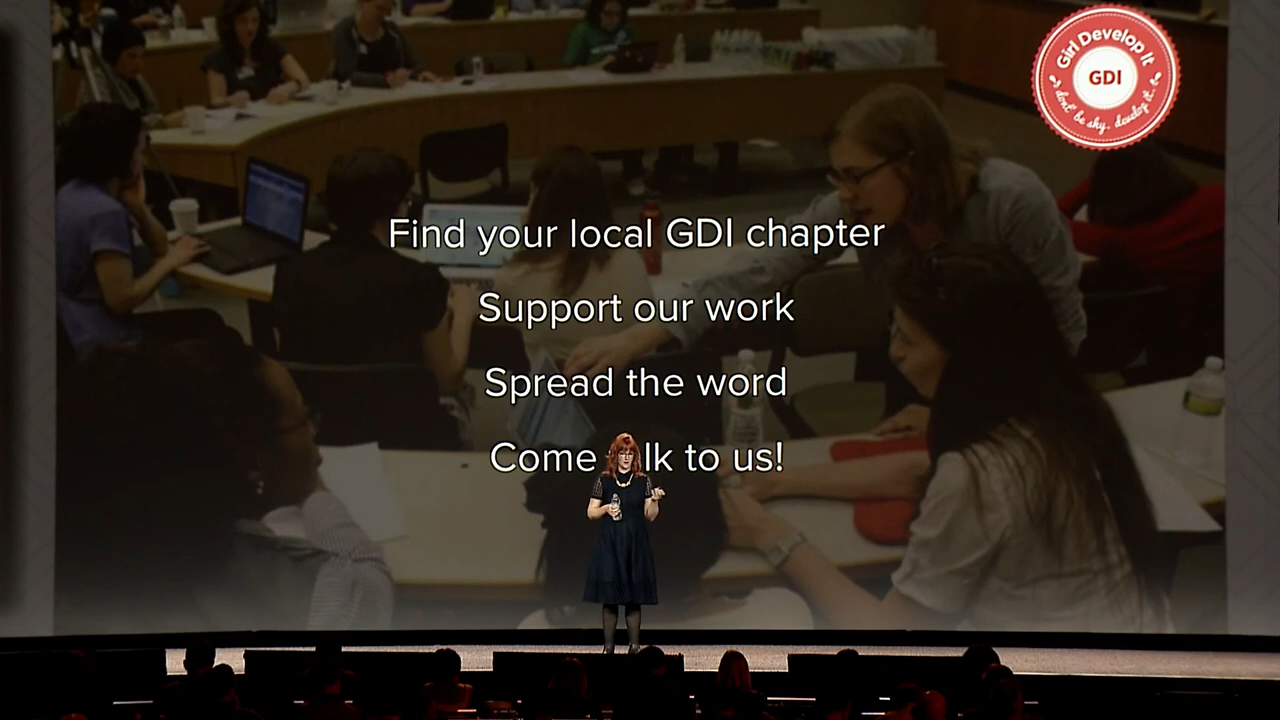 Girl Develop It
GDI
don't be shy. develop it.
Find your local GDI chapter
Support our work
Spread the word
Come lk to us!